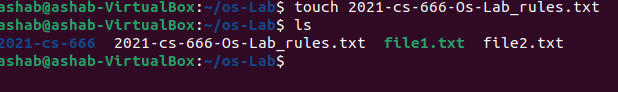 ashab@ashab-VirtualBox:~/os-Lab$ touch 2021-cs-666-Os-Lab_rules.txt
ashab@ashab-VirtualBox:~/os-Lab$ ls
2021-cs-666  2021-cs-666-Os-Lab_rules.txt  file1.txt  file2.txt
ashab@ashab-VirtualBox:~/os-Lab$